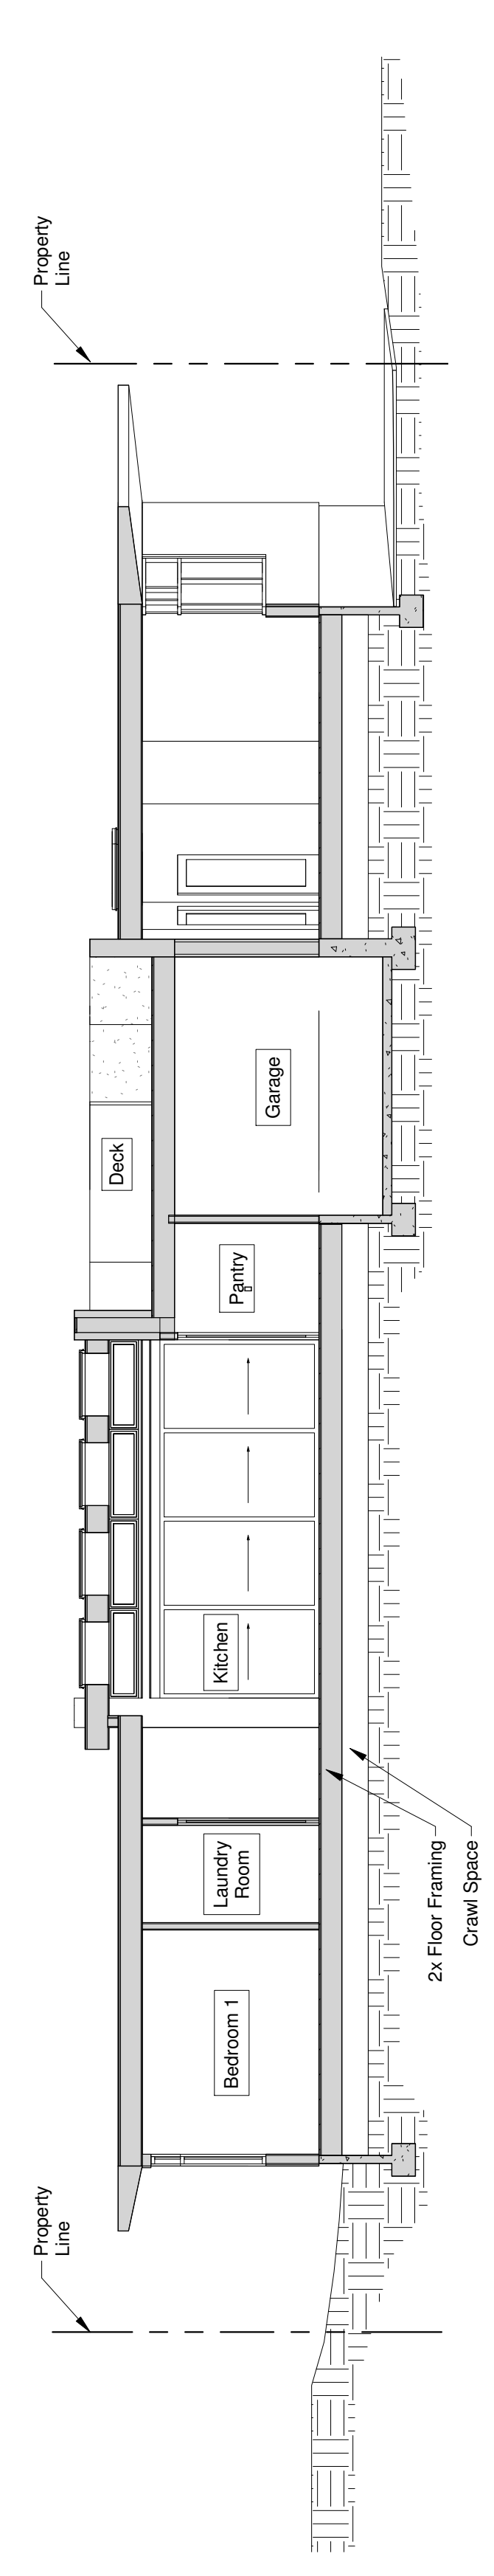 Property
Line
Property
Line
Bedroom 1
Laundry
Room
Kitchen
Pantry
Deck
Garage
2x Floor Framing
Crawl Space